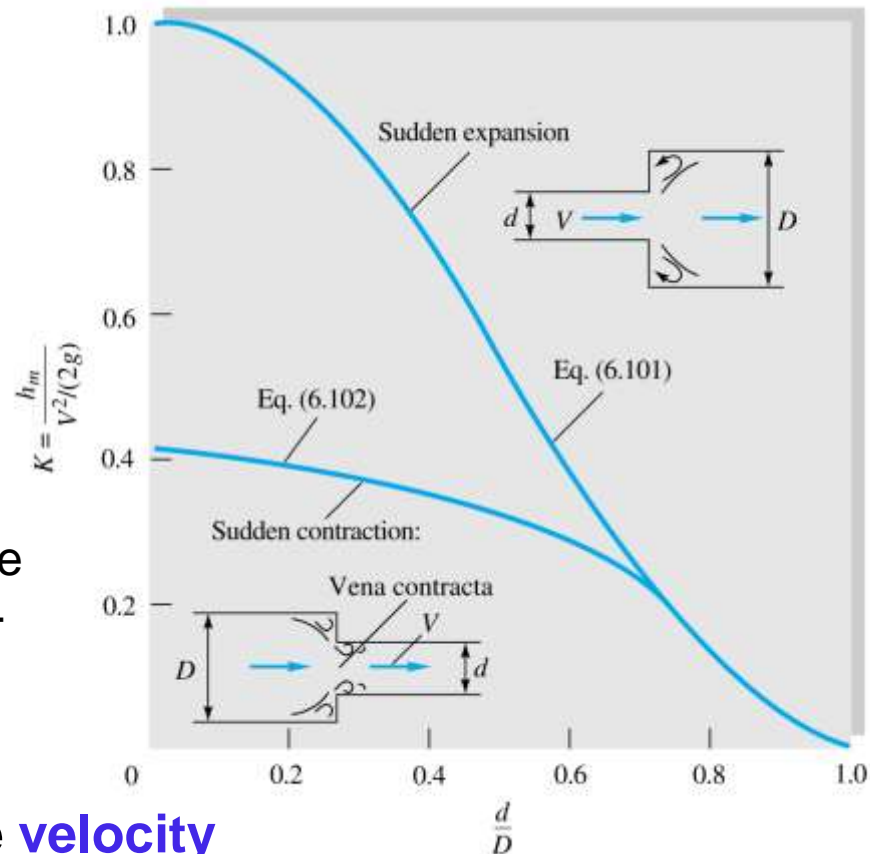 1.0
0.8
0.6
0.4
0.2
0
K = h_m / V²/(2g)
Sudden expansion
d V D
Eq. (6.101)
Eq. (6.102)
Sudden contraction:
Vena contracta
V
D d
0.2 0.4 0.6 0.8 1.0
d/D
velocity